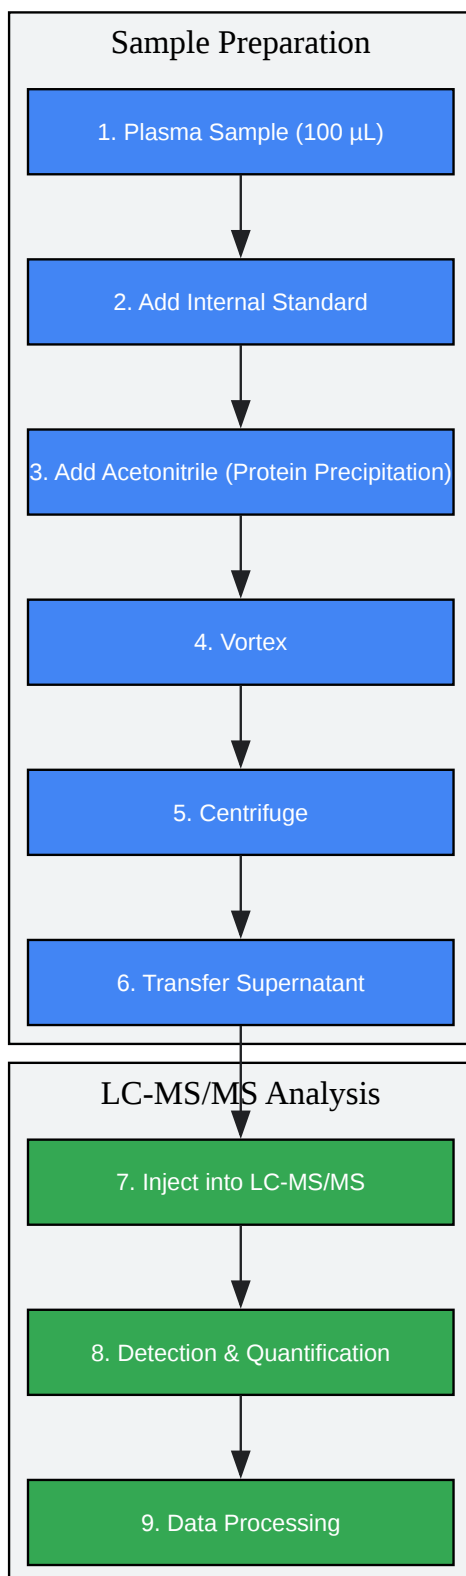 Sample Preparation
1. Plasma Sample (100 µL)
2. Add Internal Standard
3. Add Acetonitrile (Protein Precipitation)
4. Vortex
5. Centrifuge
6. Transfer Supernatant
LC-MS/MS Analysis
7. Inject into LC-MS/MS
8. Detection & Quantification
9. Data Processing